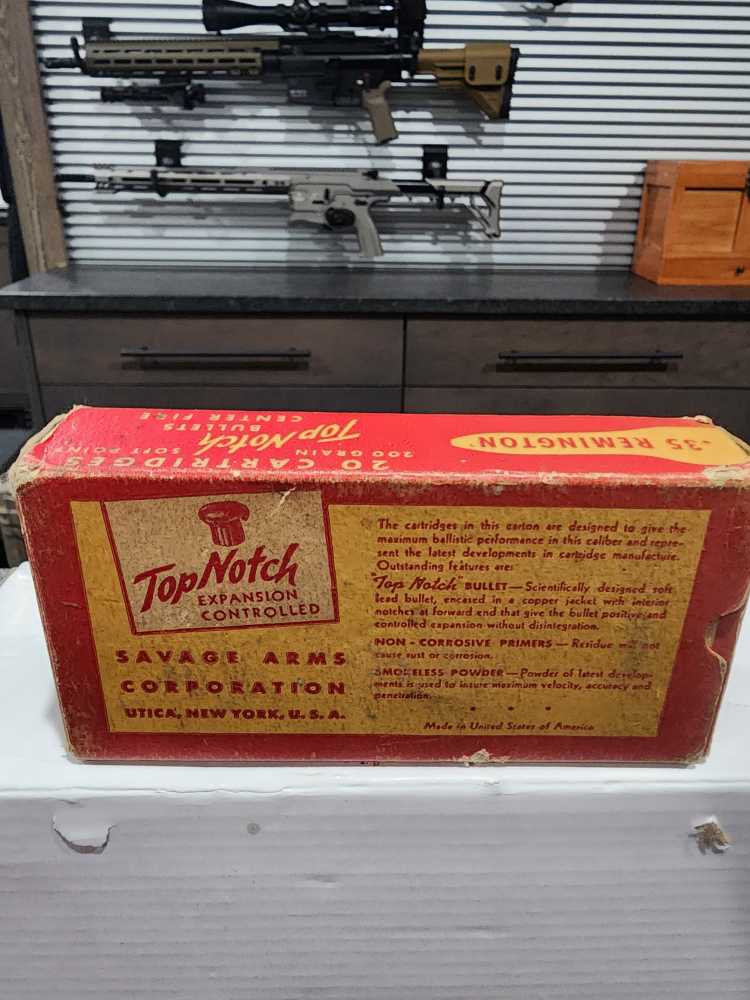 .35 REMINGTON
20 CARTRIDGES
200 GRAIN SOFT POINT
Top Notch BULLETS
CENTER FIRE
Top Notch
EXPANSION
CONTROLLED
SAVAGE ARMS
CORPORATION
UTICA, NEW YORK, U. S. A.
The cartridges in this carton are designed to give the
maximum ballistic performance in this caliber and repre-
sent the latest developments in cartridge manufacture.
Outstanding features are:
"Top Notch" BULLET — Scientifically designed soft
lead bullet, encased in a copper jacket with interior
notches at forward end that give the bullet positive and
controlled expansion without disintegration.
NON - CORROSIVE PRIMERS — Residue will not
cause rust or corrosion.
SMOKELESS POWDER — Powder of latest develop-
ments is used to insure maximum velocity, accuracy and
penetration.
Made in United States of America